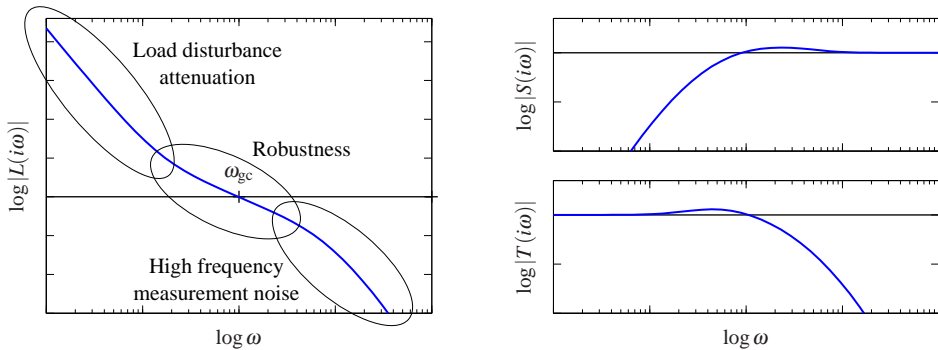 Load disturbance
attenuation
Robustness
ω_gc
High frequency
measurement noise
log |L(iω)|
log ω
log |S(iω)|
log |T(iω)|
log ω